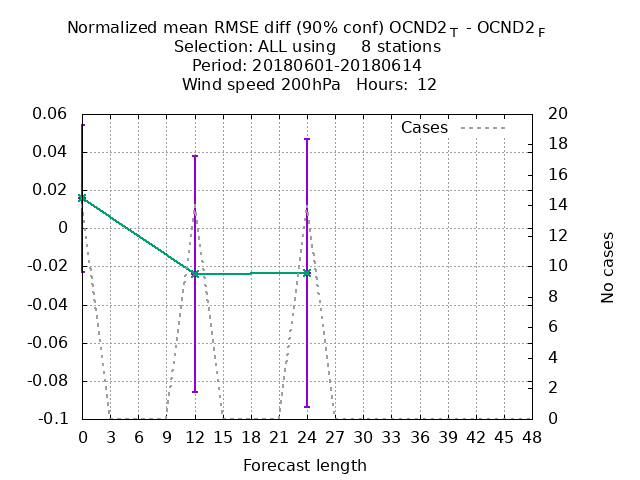 Normalized mean RMSE diff (90% conf) OCND2 T - OCND2 F
Selection: ALL using 8 stations
Period: 20180601-20180614
Wind speed 200hPa Hours: 12
Cases
0.06
0.04
0.02
0
-0.02
-0.04
-0.06
-0.08
-0.1
20
18
16
14
12
10
8
6
4
2
0
No cases
0 3 6 9 12 15 18 21 24 27 30 33 36 39 42 45 48
Forecast length